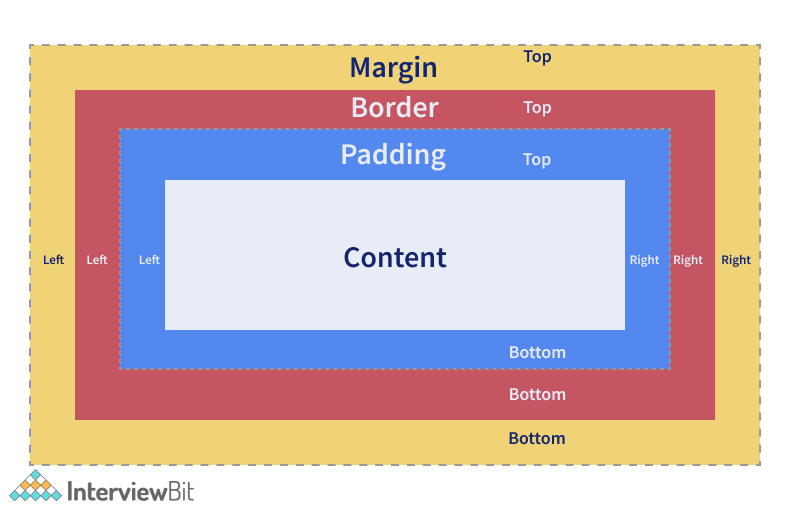 Margin Top
Border Top
Padding Top
Left Left Left Content Right Right Right
Bottom
Bottom
Bottom
InterviewBit